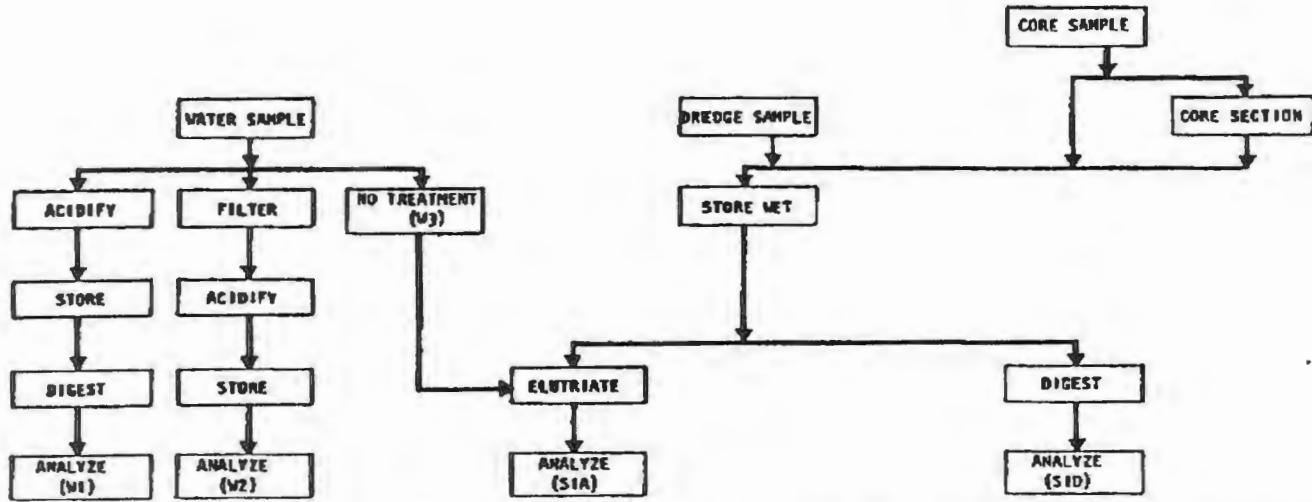 CORE SAMPLE
WATER SAMPLE
DREDGE SAMPLE
CORE SECTION
ACIDIFY
FILTER
NO TREATMENT
(W3)
STORE WET
STORE
ACIDIFY
DIGEST
STORE
ELUTRIATE
DIGEST
ANALYZE
(W1)
ANALYZE
(W2)
ANALYZE
(S1A)
ANALYZE
(S1D)